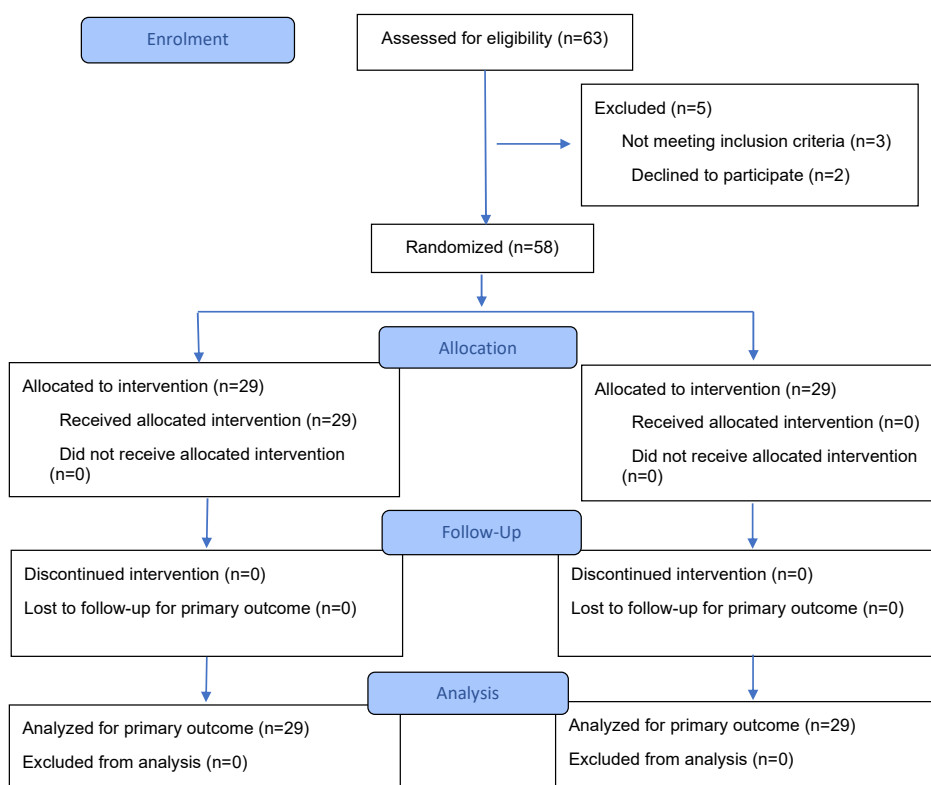 Enrolment
Assessed for eligibility (n=63)
Excluded (n=5)
Not meeting inclusion criteria (n=3)
Declined to participate (n=2)
Randomized (n=58)
Allocation
Allocated to intervention (n=29)
Received allocated intervention (n=29)
Did not receive allocated intervention
(n=0)
Allocated to intervention (n=29)
Received allocated intervention (n=0)
Did not receive allocated intervention
(n=0)
Follow-Up
Discontinued intervention (n=0)
Lost to follow-up for primary outcome (n=0)
Discontinued intervention (n=0)
Lost to follow-up for primary outcome (n=0)
Analysis
Analyzed for primary outcome (n=29)
Excluded from analysis (n=0)
Analyzed for primary outcome (n=29)
Excluded from analysis (n=0)